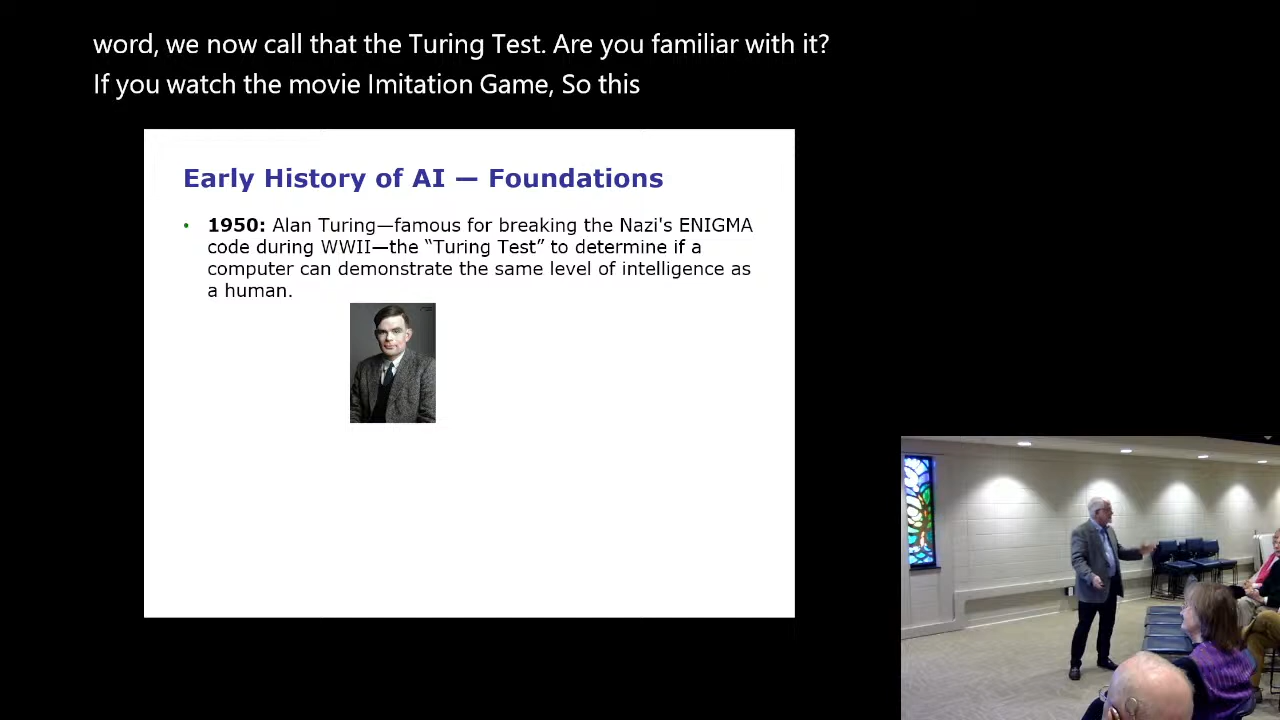 word, we now call that the Turing Test. Are you familiar with it?
If you watch the movie Imitation Game, So this
Early History of AI — Foundations
• 1950: Alan Turing—famous for breaking the Nazi's ENIGMA
code during WWII—the “Turing Test” to determine if a
computer can demonstrate the same level of intelligence as
a human.